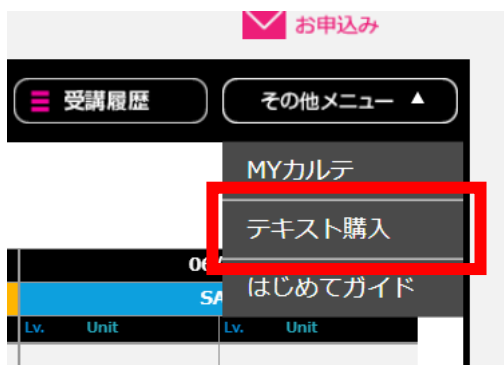 お申込み
受講履歴
その他メニュー ▲
MYカルテ
テキスト購入
はじめてガイド
Lv. Unit Lv. Unit